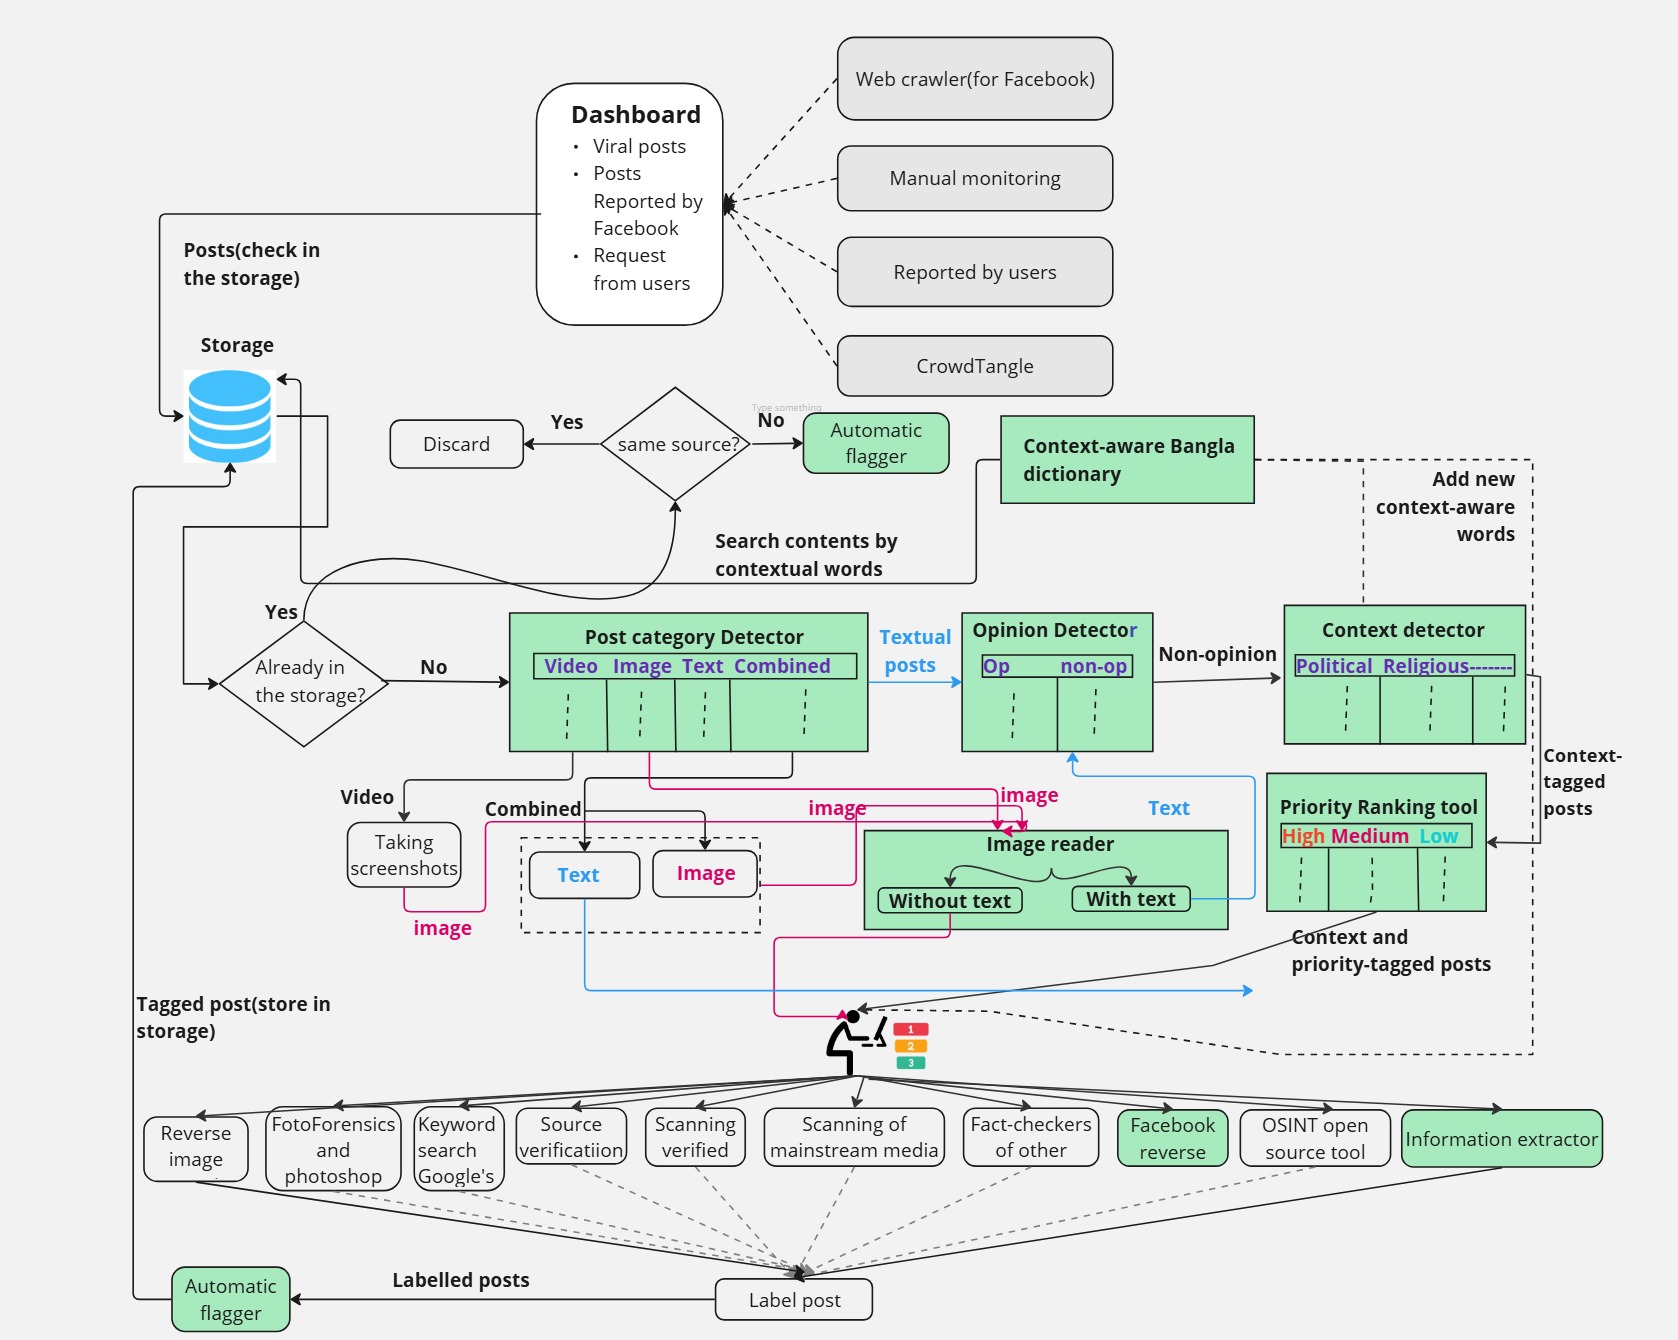 Web crawler(for Facebook)
Dashboard
• Viral posts
• Posts
Reported by
Facebook
• Request
from users
Manual monitoring
Reported by users
CrowdTangle
Posts(check in
the storage)
Storage
Type something
Discard
Yes
same source?
No
Automatic
flagger
Context-aware Bangla
dictionary
Add new
context-aware
words
Search contents by
contextual words
Yes
Already in
the storage?
No
Post category Detector
Video Image Text Combined
Textual
posts
Opinion Detector
Op non-op
Non-opinion
Context detector
Political Religious-------
Context-
tagged
posts
Video
Taking
screenshots
image
Combined
Text
Image
image
image
Text
Image reader
Without text
With text
Priority Ranking tool
High Medium Low
Context and
priority-tagged posts
Tagged post(store in
storage)
1
2
3
Reverse
image
FotoForensics
and
photoshop
Keyword
search
Google's
Source
verificatiion
Scanning
verified
Scanning of
mainstream media
Fact-checkers
of other
Facebook
reverse
OSINT open
source tool
Information extractor
Automatic
flagger
Labelled posts
Label post